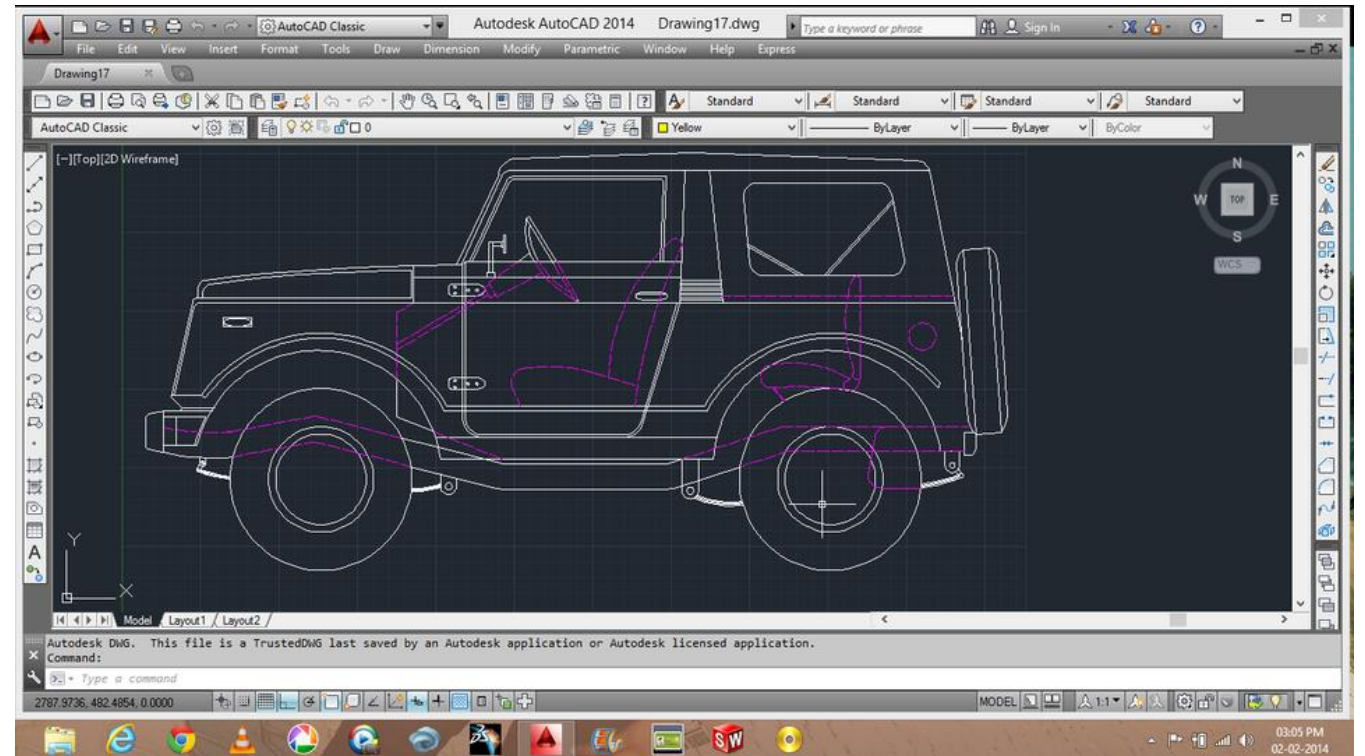 AutoCAD Classic Autodesk AutoCAD 2014 Drawing17.dwg Type a keyword or phrase Sign In
File Edit View Insert Format Tools Draw Dimension Modify Parametric Window Help Express
Drawing17
Standard Standard Standard Standard
AutoCAD Classic 0 Yellow ByLayer ByLayer ByColor
[-][Top][2D Wireframe]
N
W TOP E
S
WCS
Y
X
Model Layout1 Layout2
Autodesk DWG. This file is a TrustedDWG last saved by an Autodesk application or Autodesk licensed application.
Command:
Type a command
2787.9736, 482.4854, 0.0000 MODEL 1:1
03:05 PM
02-02-2014